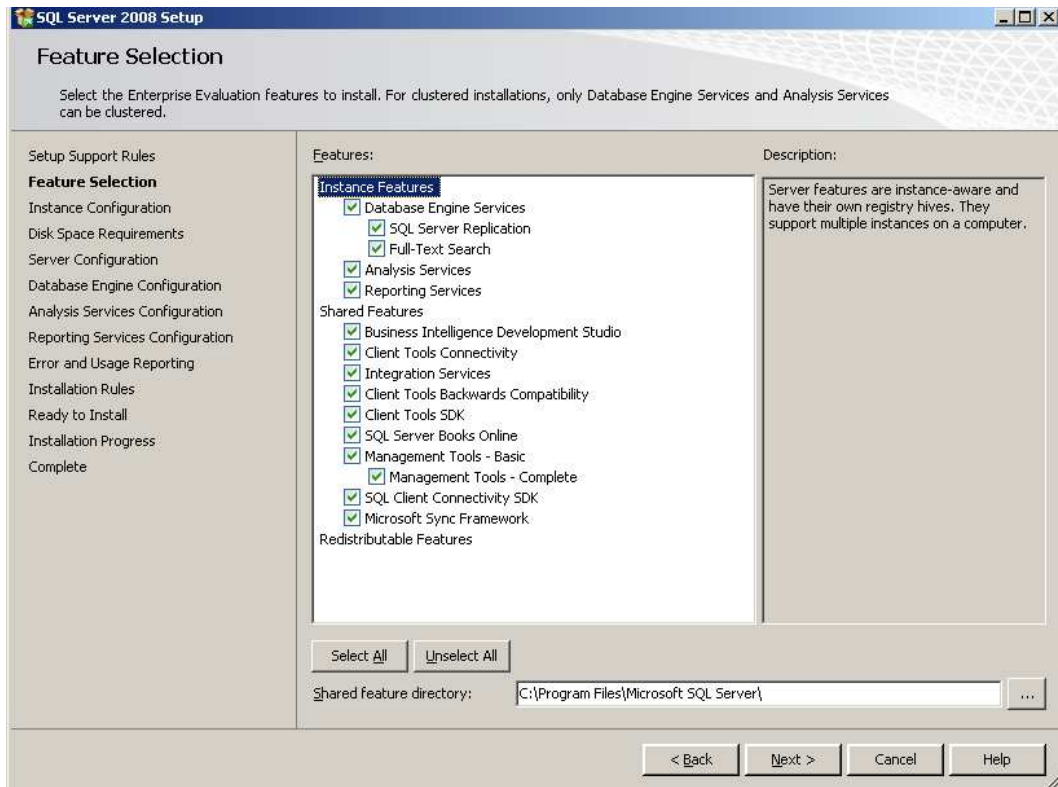 SQL Server 2008 Setup
Feature Selection
Select the Enterprise Evaluation features to install. For clustered installations, only Database Engine Services and Analysis Services
can be clustered.
Setup Support Rules
Feature Selection
Instance Configuration
Disk Space Requirements
Server Configuration
Database Engine Configuration
Analysis Services Configuration
Reporting Services Configuration
Error and Usage Reporting
Installation Rules
Ready to Install
Installation Progress
Complete
Features:
Instance Features
Database Engine Services
SQL Server Replication
Full-Text Search
Analysis Services
Reporting Services
Shared Features
Business Intelligence Development Studio
Client Tools Connectivity
Integration Services
Client Tools Backwards Compatibility
Client Tools SDK
SQL Server Books Online
Management Tools - Basic
Management Tools - Complete
SQL Client Connectivity SDK
Microsoft Sync Framework
Redistributable Features
Description:
Server features are instance-aware and
have their own registry hives. They
support multiple instances on a computer.
Select All
Unselect All
Shared feature directory:
C:\Program Files\Microsoft SQL Server\
...
< Back
Next >
Cancel
Help